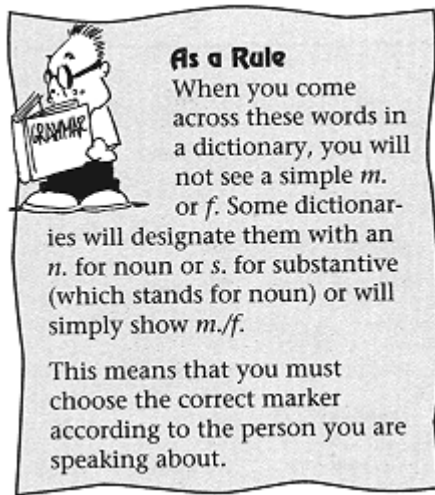 As a Rule
When you come
across these words in
a dictionary, you will
GRAMMAR
not see a simple m.
or f. Some dictionar-
ies will designate them with an
n. for noun or s. for substantive
(which stands for noun) or will
simply show m./f.
This means that you must
choose the correct marker
according to the person you are
speaking about.